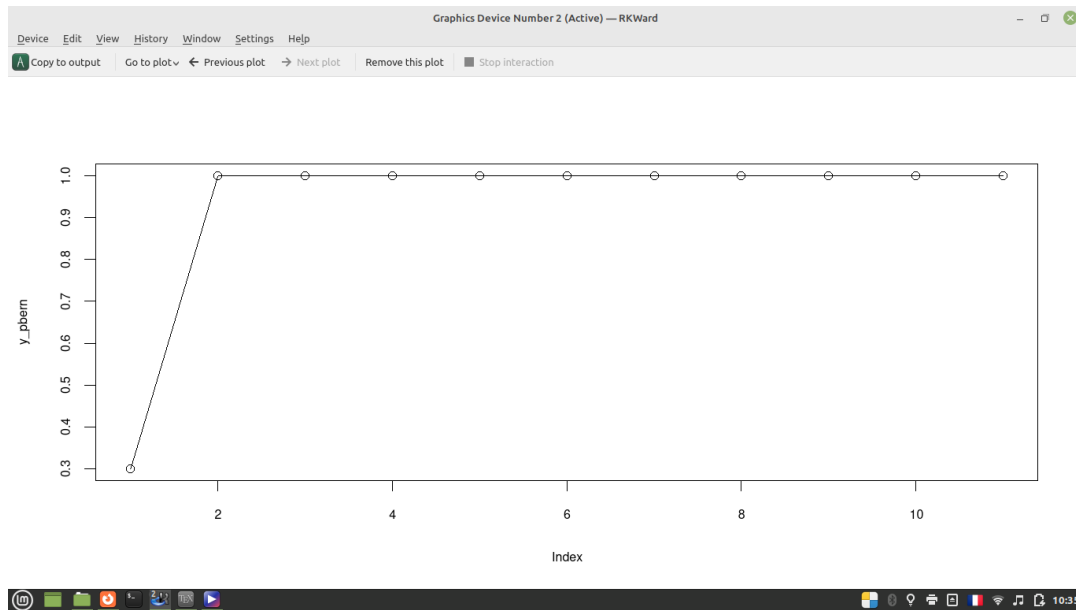 Graphics Device Number 2 (Active) — RKWard
Device Edit View History Window Settings Help
Copy to output Go to plot Previous plot Next plot Remove this plot Stop interaction
1.0
0.9
0.8
0.7
0.6
0.5
0.4
0.3
y_pbern
2 4 6 8 10
Index
10:35